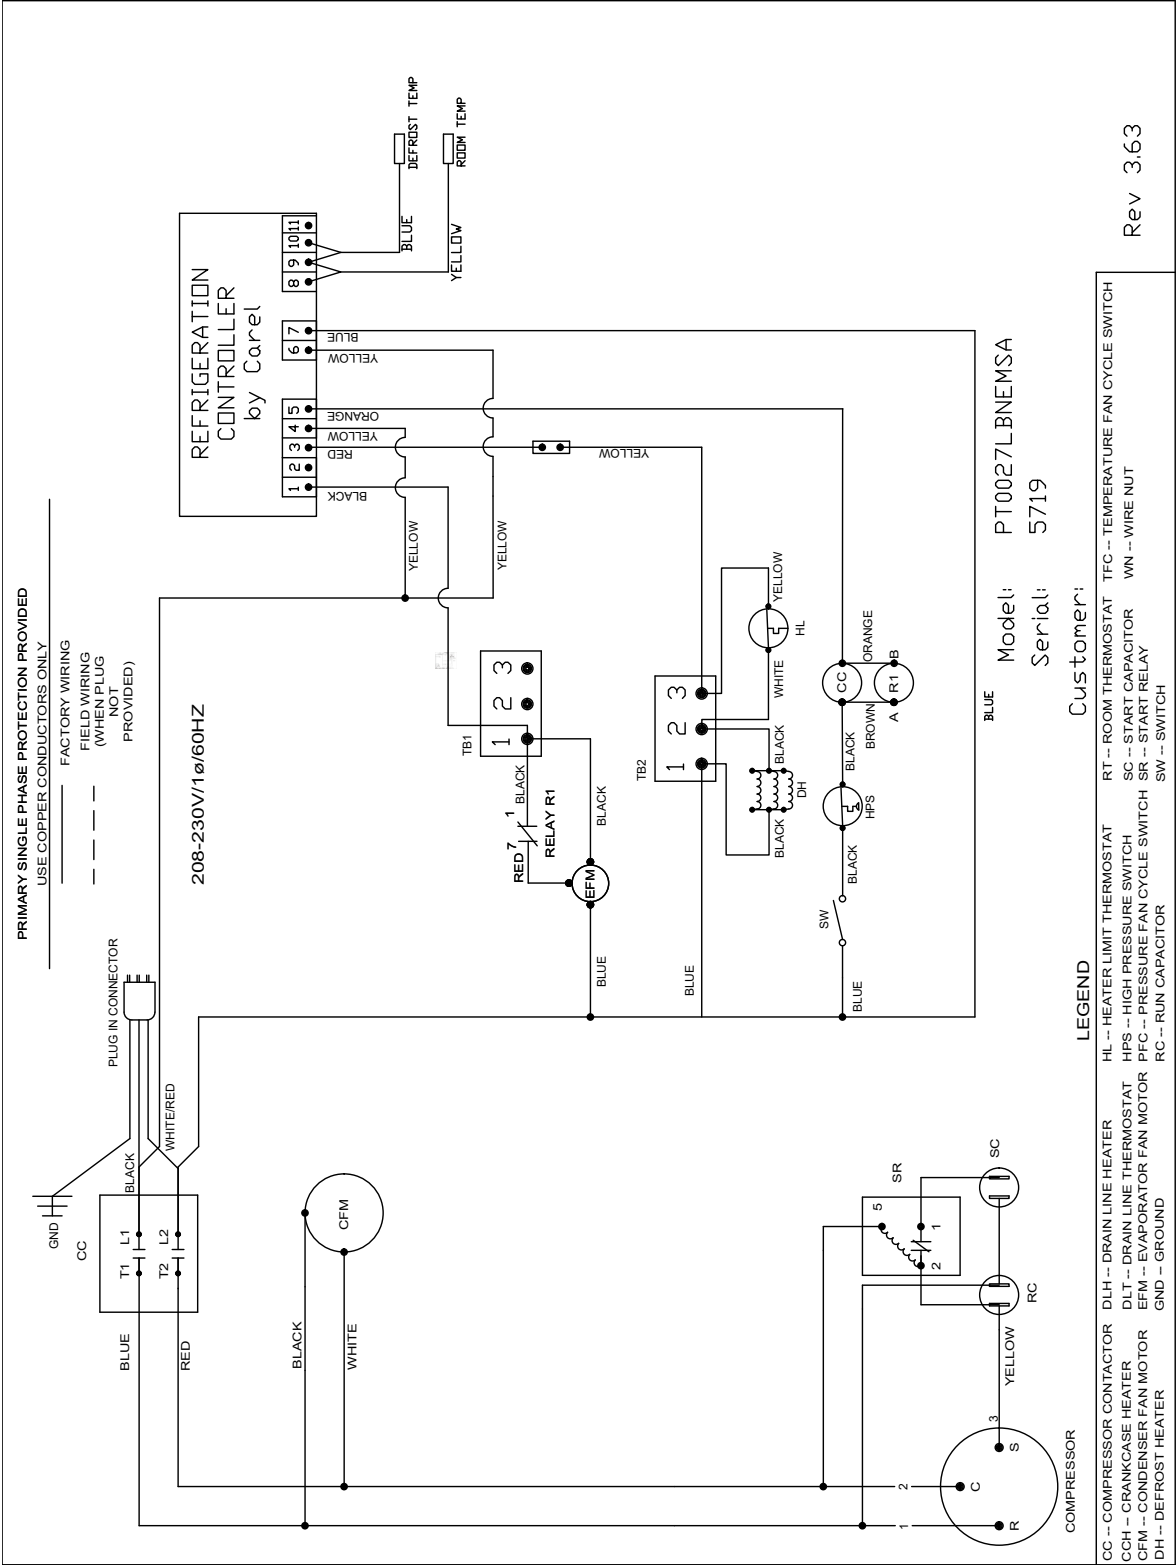 PRIMARY SINGLE PHASE PROTECTION PROVIDED
USE COPPER CONDUCTORS ONLY
FACTORY WIRING
FIELD WIRING
(WHEN PLUG
NOT
PROVIDED)
208-230V/1ø/60HZ
PLUG IN CONNECTOR
GND
CC
BLACK
WHITE/RED
L1
T1
L2
T2
BLUE
RED
BLACK
WHITE
CFM
REFRIGERATION
CONTROLLER
by Carel
1
2
3
4
5
6
7
8
9
10
11
BLACK
RED
YELLOW
ORANGE
YELLOW
BLUE
BLUE
DEFROST TEMP
YELLOW
ROOM TEMP
YELLOW
YELLOW
YELLOW
TB1
1
2
3
BLACK
1
RELAY R1
RED
7
BLACK
EFM
BLUE
TB2
1
2
3
BLUE
YELLOW
HL
WHITE
BLACK
DH
BLACK
SW
BLUE
BLACK
HPS
BLACK
BROWN
CC
ORANGE
A
R1
B
BLUE
SR
5
1
2
SC
RC
YELLOW
3
S
2
C
1
R
COMPRESSOR
Model: PT0027LBNEMSA
Serial: 5719
Customer:
Rev 3.63
LEGEND
CC -- COMPRESSOR CONTACTOR
CCH -- CRANKCASE HEATER
CFM -- CONDENSER FAN MOTOR
DH -- DEFROST HEATER
DLH -- DRAIN LINE HEATER
DLT -- DRAIN LINE THERMOSTAT
EFM -- EVAPORATOR FAN MOTOR
GND -- GROUND
HL -- HEATER LIMIT THERMOSTAT
HPS -- HIGH PRESSURE SWITCH
PFC -- PRESSURE FAN CYCLE SWITCH
RC -- RUN CAPACITOR
RT -- ROOM THERMOSTAT
SC -- START CAPACITOR
SR -- START RELAY
SW -- SWITCH
TFC -- TEMPERATURE FAN CYCLE SWITCH
WN -- WIRE NUT